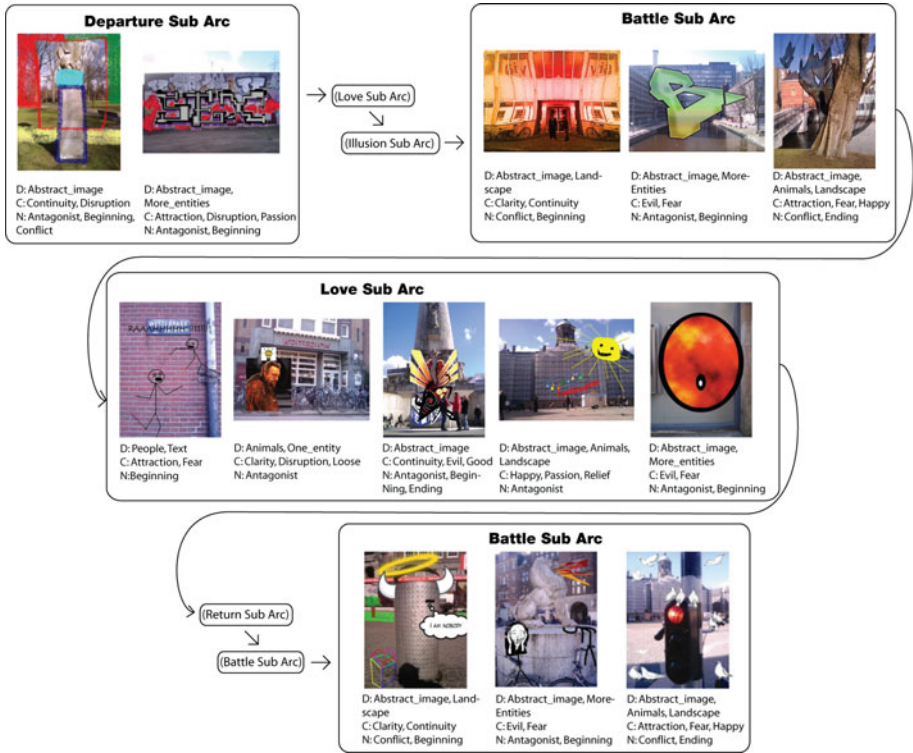 Departure Sub Arc
D: Abstract_image
C: Continuity, Disruption
N: Antagonist, Beginning,
Conflict
D: Abstract_image,
More_entities
C: Attraction, Disruption, Passion
N: Antagonist, Beginning
(Love Sub Arc)
(Illusion Sub Arc)
Battle Sub Arc
D: Abstract_image, Land-
scape
C: Clarity, Continuity
N: Conflict, Beginning
D: Abstract_image, More-
Entities
C: Evil, Fear
N: Antagonist, Beginning
D: Abstract_image,
Animals, Landscape
C: Attraction, Fear, Happy
N: Conflict, Ending
Love Sub Arc
D: People, Text
C: Attraction, Fear
N:Beginning
D: Animals, One_entity
C: Clarity, Disruption, Loose
N: Antagonist
D: Abstract_image
C: Continuity, Evil, Good
N: Antagonist, Begin-
ning, Ending
D: Abstract_image, Animals,
Landscape
C: Happy, Passion, Relief
N: Antagonist
D: Abstract_image,
More_entities
C: Evil, Fear
N: Antagonist, Beginning
(Return Sub Arc)
(Battle Sub Arc)
Battle Sub Arc
I AM NOBODY
D: Abstract_image, Land-
scape
C: Clarity, Continuity
N: Conflict, Beginning
D: Abstract_image, More-
Entities
C: Evil, Fear
N: Antagonist, Beginning
D: Abstract_image,
Animals, Landscape
C: Attraction, Fear, Happy
N: Conflict, Ending